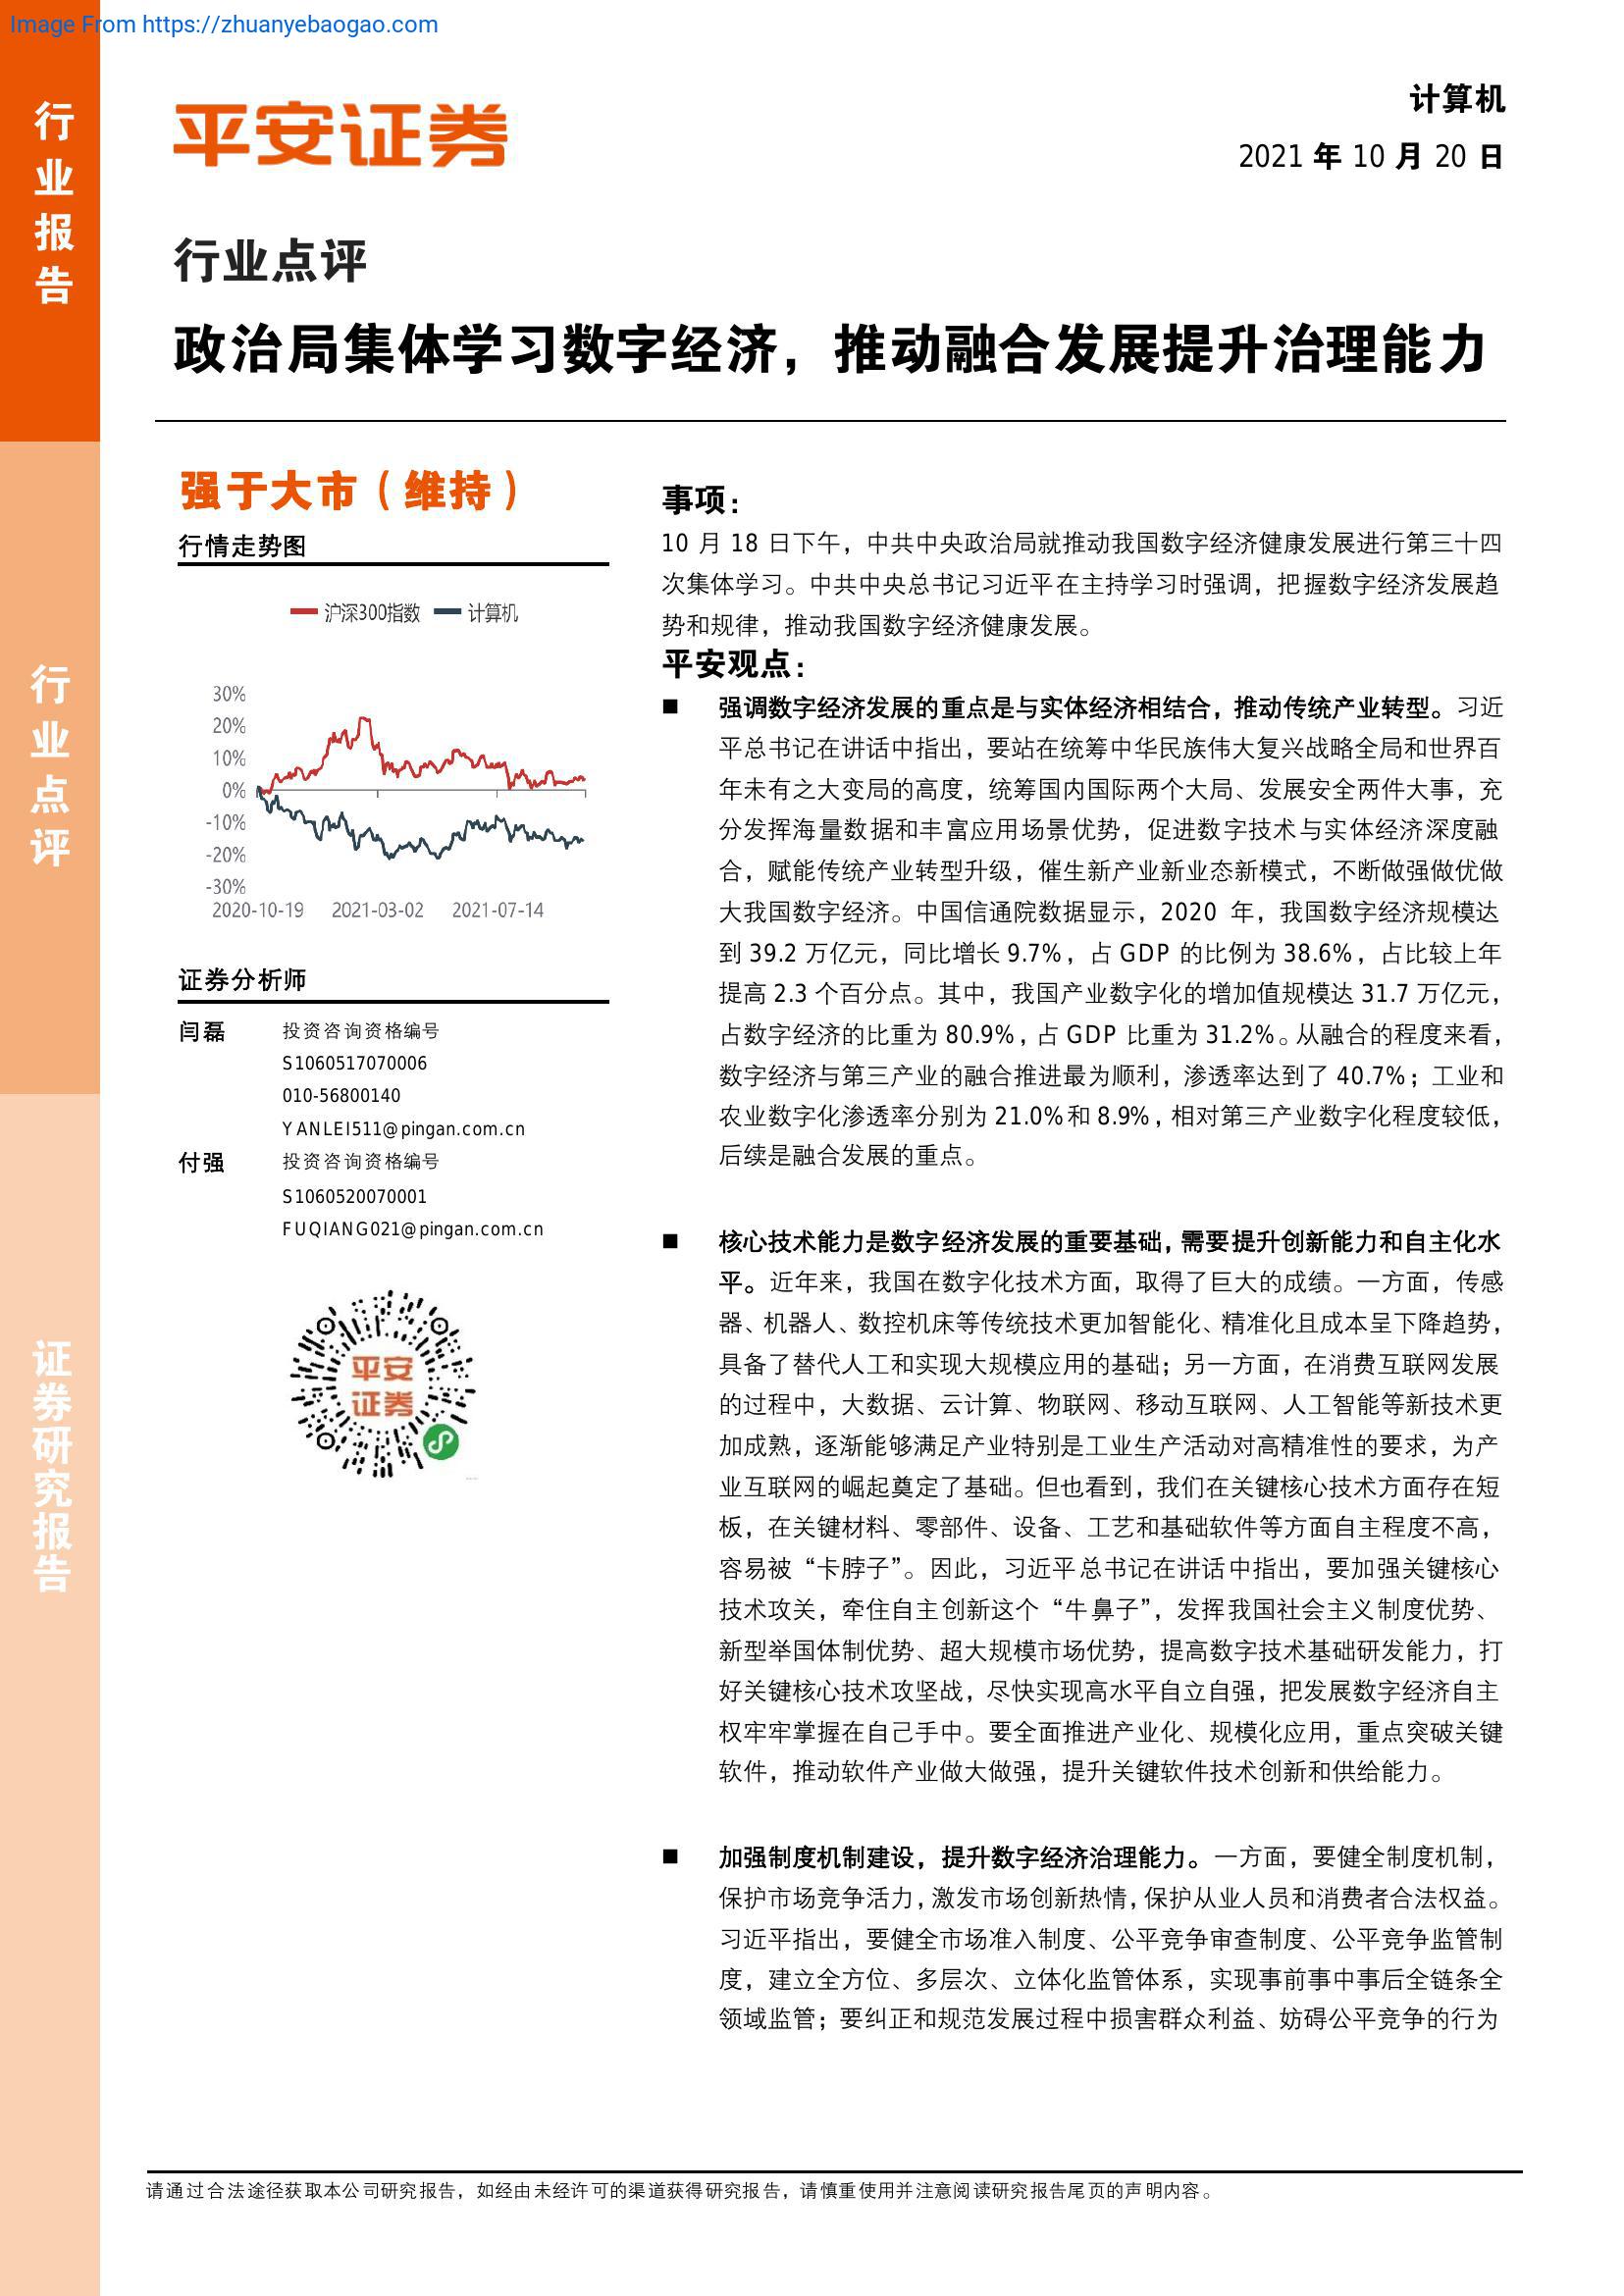 Image From https://zhuanyebaogao.com
行业报告
行业点评
证券研究报告
平安证券
计算机
2021 年 10 月 20 日
行业点评
政治局集体学习数字经济，推动融合发展提升治理能力
强于大市（维持）
行情走势图
沪深300指数 计算机
30%
20%
10%
0%
-10%
-20%
-30%
2020-10-19 2021-03-02 2021-07-14
证券分析师
闫磊 投资咨询资格编号
S1060517070006
010-56800140
YANLEI511@pingan.com.cn
付强 投资咨询资格编号
S1060520070001
FUQIANG021@pingan.com.cn
平安
证券
事项：
10 月 18 日下午，中共中央政治局就推动我国数字经济健康发展进行第三十四
次集体学习。中共中央总书记习近平在主持学习时强调，把握数字经济发展趋
势和规律，推动我国数字经济健康发展。
平安观点：
■ 强调数字经济发展的重点是与实体经济相结合，推动传统产业转型。习近
平总书记在讲话中指出，要站在统筹中华民族伟大复兴战略全局和世界百
年未有之大变局的高度，统筹国内国际两个大局、发展安全两件大事，充
分发挥海量数据和丰富应用场景优势，促进数字技术与实体经济深度融
合，赋能传统产业转型升级，催生新产业新业态新模式，不断做强做优做
大我国数字经济。中国信通院数据显示，2020 年，我国数字经济规模达
到 39.2 万亿元，同比增长 9.7%，占 GDP 的比例为 38.6%，占比较上年
提高 2.3 个百分点。其中，我国产业数字化的增加值规模达 31.7 万亿元，
占数字经济的比重为 80.9%，占 GDP 比重为 31.2%。从融合的程度来看，
数字经济与第三产业的融合推进最为顺利，渗透率达到了 40.7%；工业和
农业数字化渗透率分别为 21.0%和 8.9%，相对第三产业数字化程度较低，
后续是融合发展的重点。
■ 核心技术能力是数字经济发展的重要基础，需要提升创新能力和自主化水
平。近年来，我国在数字化技术方面，取得了巨大的成绩。一方面，传感
器、机器人、数控机床等传统技术更加智能化、精准化且成本呈下降趋势，
具备了替代人工和实现大规模应用的基础；另一方面，在消费互联网发展
的过程中，大数据、云计算、物联网、移动互联网、人工智能等新技术更
加成熟，逐渐能够满足产业特别是工业生产活动对高精准性的要求，为产
业互联网的崛起奠定了基础。但也看到，我们在关键核心技术方面存在短
板，在关键材料、零部件、设备、工艺和基础软件等方面自主程度不高，
容易被“卡脖子”。因此，习近平总书记在讲话中指出，要加强关键核心
技术攻关，牵住自主创新这个“牛鼻子”，发挥我国社会主义制度优势、
新型举国体制优势、超大规模市场优势，提高数字技术基础研发能力，打
好关键核心技术攻坚战，尽快实现高水平自立自强，把发展数字经济自主
权牢牢掌握在自己手中。要全面推进产业化、规模化应用，重点突破关键
软件，推动软件产业做大做强，提升关键软件技术创新和供给能力。
■ 加强制度机制建设，提升数字经济治理能力。一方面，要健全制度机制，
保护市场竞争活力，激发市场创新热情，保护从业人员和消费者合法权益。
习近平指出，要健全市场准入制度、公平竞争审查制度、公平竞争监管制
度，建立全方位、多层次、立体化监管体系，实现事前事中事后全链条全
领域监管；要纠正和规范发展过程中损害群众利益、妨碍公平竞争的行为
请通过合法途径获取本公司研究报告，如经由未经许可的渠道获得研究报告，请慎重使用并注意阅读研究报告尾页的声明内容。